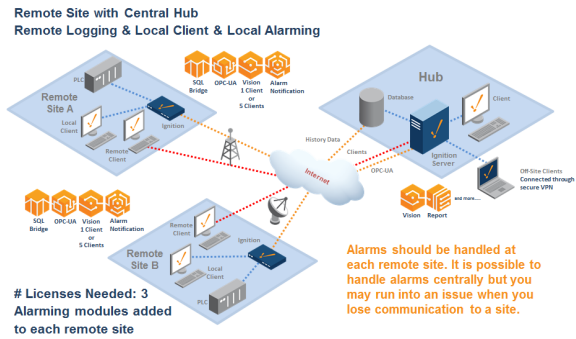 Remote Site with Central Hub
Remote Logging & Local Client & Local Alarming
SQL
Bridge
OPC-UA
Vision
1 Client
or
5 Clients
Alarm
Notification
PLC
Remote
Site A
Local
Client
Remote
Client
Ignition
Hub
Database
Client
Ignition
Server
History Data
Clients
OPC-UA
Internet
Off-Site Clients
Connected through
secure VPN
Vision
Report
and more.....
SQL
Bridge
OPC-UA
Vision
1 Client
or
5 Clients
Alarm
Notification
Remote
Client
Ignition
Remote
Site B
Local
Client
PLC
Alarms should be handled at
each remote site. It is possible to
handle alarms centrally but you
may run into an issue when you
lose communication to a site.
# Licenses Needed: 3
Alarming modules added
to each remote site